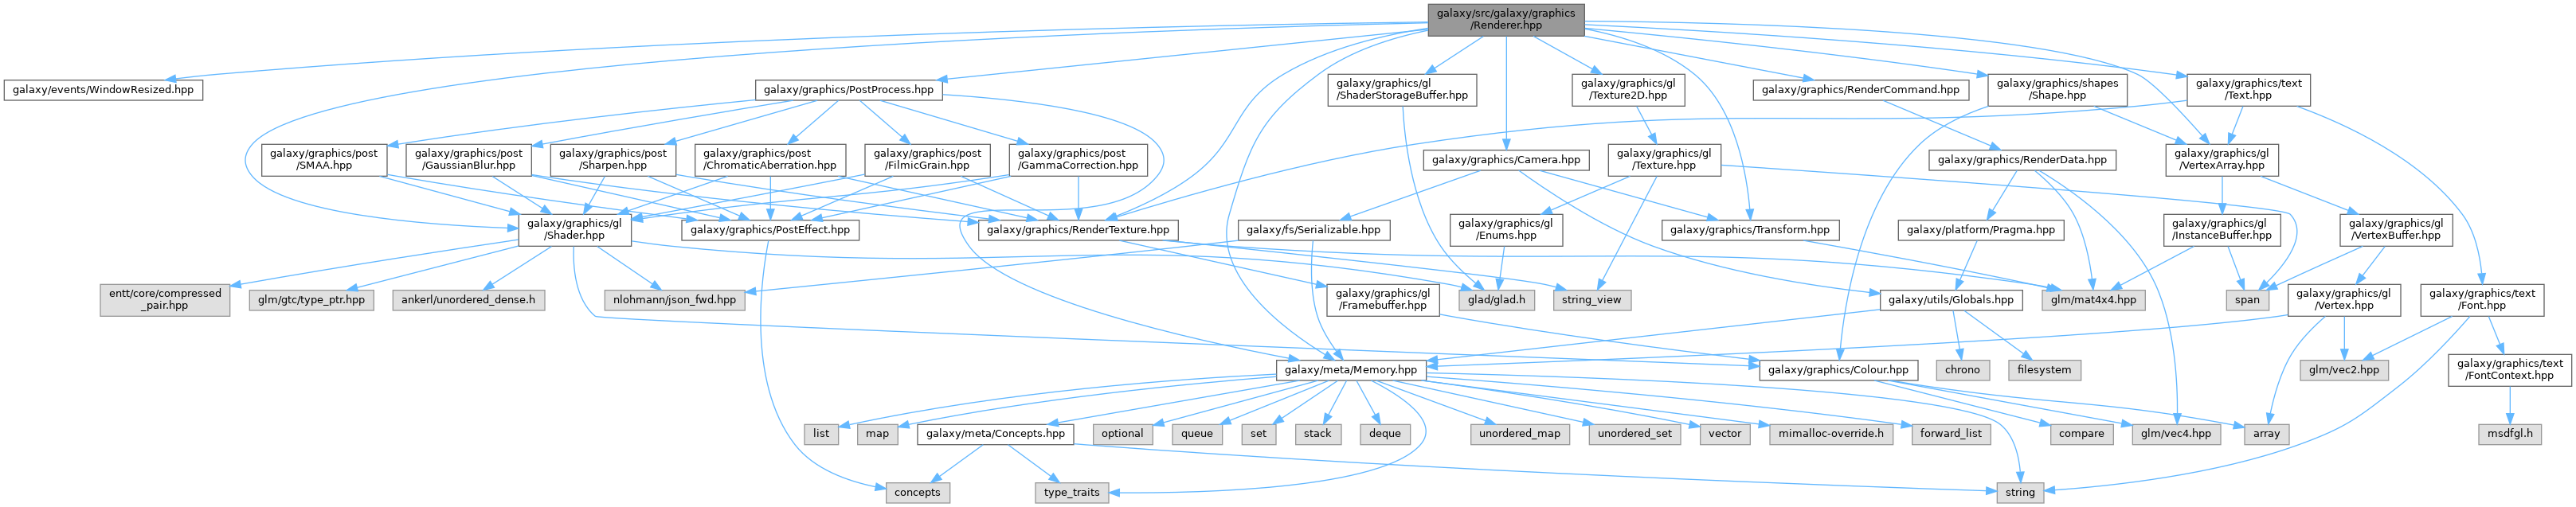 galaxy/src/galaxy/graphics
/Renderer.hpp
galaxy/events/WindowResized.hpp
galaxy/graphics/PostProcess.hpp
galaxy/graphics/gl
/ShaderStorageBuffer.hpp
galaxy/graphics/gl
/Texture2D.hpp
galaxy/graphics/RenderCommand.hpp
galaxy/graphics/shapes
/Shape.hpp
galaxy/graphics/text
/Text.hpp
galaxy/graphics/post
/SMAA.hpp
galaxy/graphics/post
/GaussianBlur.hpp
galaxy/graphics/post
/Sharpen.hpp
galaxy/graphics/post
/ChromaticAberration.hpp
galaxy/graphics/post
/FilmicGrain.hpp
galaxy/graphics/post
/GammaCorrection.hpp
galaxy/graphics/Camera.hpp
galaxy/graphics/gl
/Texture.hpp
galaxy/graphics/RenderData.hpp
galaxy/graphics/gl
/VertexArray.hpp
galaxy/graphics/gl
/Shader.hpp
galaxy/graphics/PostEffect.hpp
galaxy/graphics/RenderTexture.hpp
galaxy/fs/Serializable.hpp
galaxy/graphics/gl
/Enums.hpp
galaxy/graphics/Transform.hpp
galaxy/platform/Pragma.hpp
galaxy/graphics/gl
/InstanceBuffer.hpp
galaxy/graphics/gl
/VertexBuffer.hpp
entt/core/compressed
_pair.hpp
glm/gtc/type_ptr.hpp
ankerl/unordered_dense.h
nlohmann/json_fwd.hpp
galaxy/graphics/gl
/Framebuffer.hpp
glad/glad.h
string_view
galaxy/utils/Globals.hpp
glm/mat4x4.hpp
span
galaxy/graphics/gl
/Vertex.hpp
galaxy/graphics/text
/Font.hpp
galaxy/meta/Memory.hpp
galaxy/graphics/Colour.hpp
chrono
filesystem
glm/vec2.hpp
galaxy/graphics/text
/FontContext.hpp
list
map
galaxy/meta/Concepts.hpp
optional
queue
set
stack
deque
unordered_map
unordered_set
vector
mimalloc-override.h
forward_list
compare
glm/vec4.hpp
array
msdfgl.h
concepts
type_traits
string